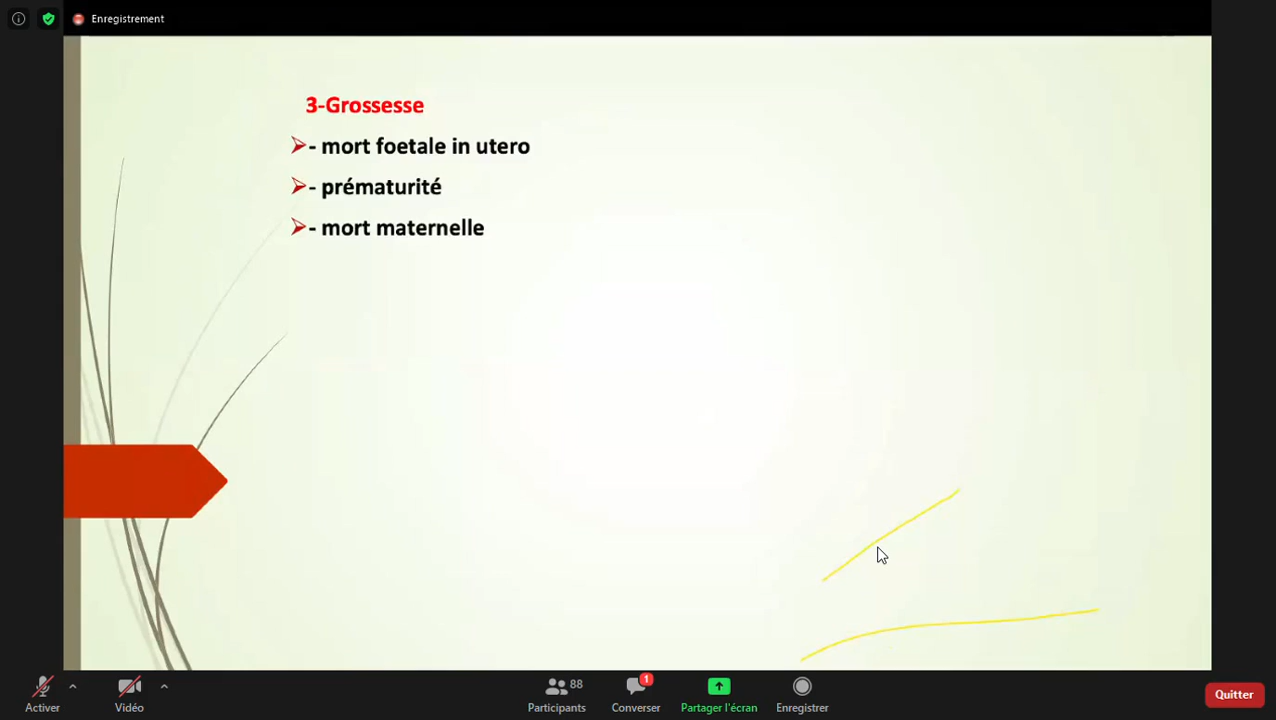 Enregistrement
3-Grossesse
- mort foetale in utero
- prématurité
- mort maternelle
Activer
Vidéo
88
Participants
1
Converser
Partager l'écran
Enregistrer
Quitter